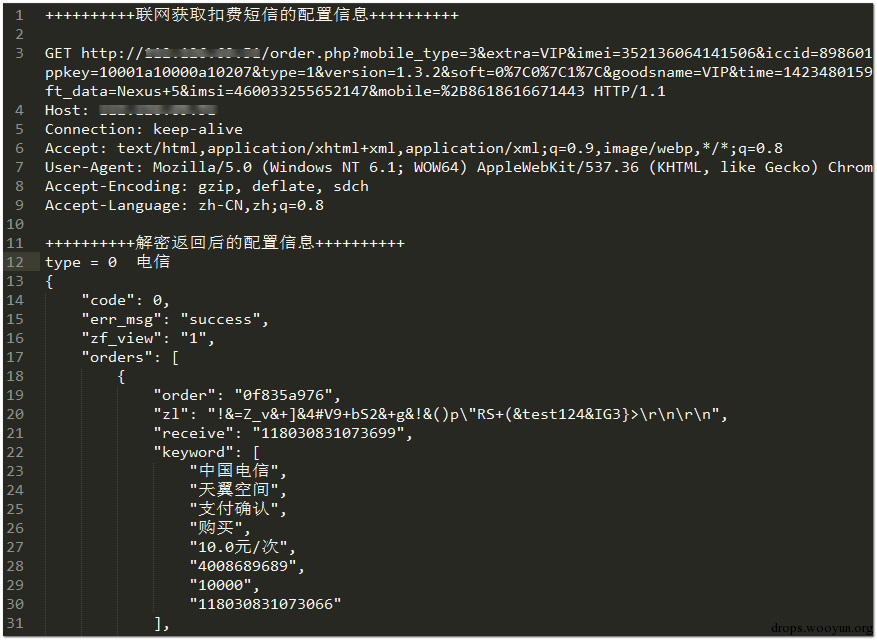 1 ++++++++++联网获取扣费短信的配置信息++++++++++
2
3 GET http:// /order.php?mobile_type=3&extra=VIP&imei=352136064141506&iccid=898601
ppkey=10001a10000a10207&type=1&version=1.3.2&soft=0%7C0%7C1%7C&goodsname=VIP&time=1423480159
ft_data=Nexus+5&imsi=460033255652147&mobile=%2B8618616671443 HTTP/1.1
4 Host:
5 Connection: keep-alive
6 Accept: text/html,application/xhtml+xml,application/xml;q=0.9,image/webp,*/*;q=0.8
7 User-Agent: Mozilla/5.0 (Windows NT 6.1; WOW64) AppleWebKit/537.36 (KHTML, like Gecko) Chrom
8 Accept-Encoding: gzip, deflate, sdch
9 Accept-Language: zh-CN,zh;q=0.8
10
11 ++++++++++解密返回后的配置信息++++++++++
12 type = 0  电信
13 {
14 "code": 0,
15 "err_msg": "success",
16 "zf_view": "1",
17 "orders": [
18 {
19 "order": "0f835a976",
20 "zl": "!&=Z_v&+]&4#V9+bS2&+g&!&()p\"RS+(&test124&IG3}>\r\n\r\n",
21 "receive": "118030831073699",
22 "keyword": [
23 "中国电信",
24 "天翼空间",
25 "支付确认",
26 "购买",
27 "10.0元/次",
28 "4008689689",
29 "10000",
30 "118030831073066"
31 ],
drops.wooyun.org